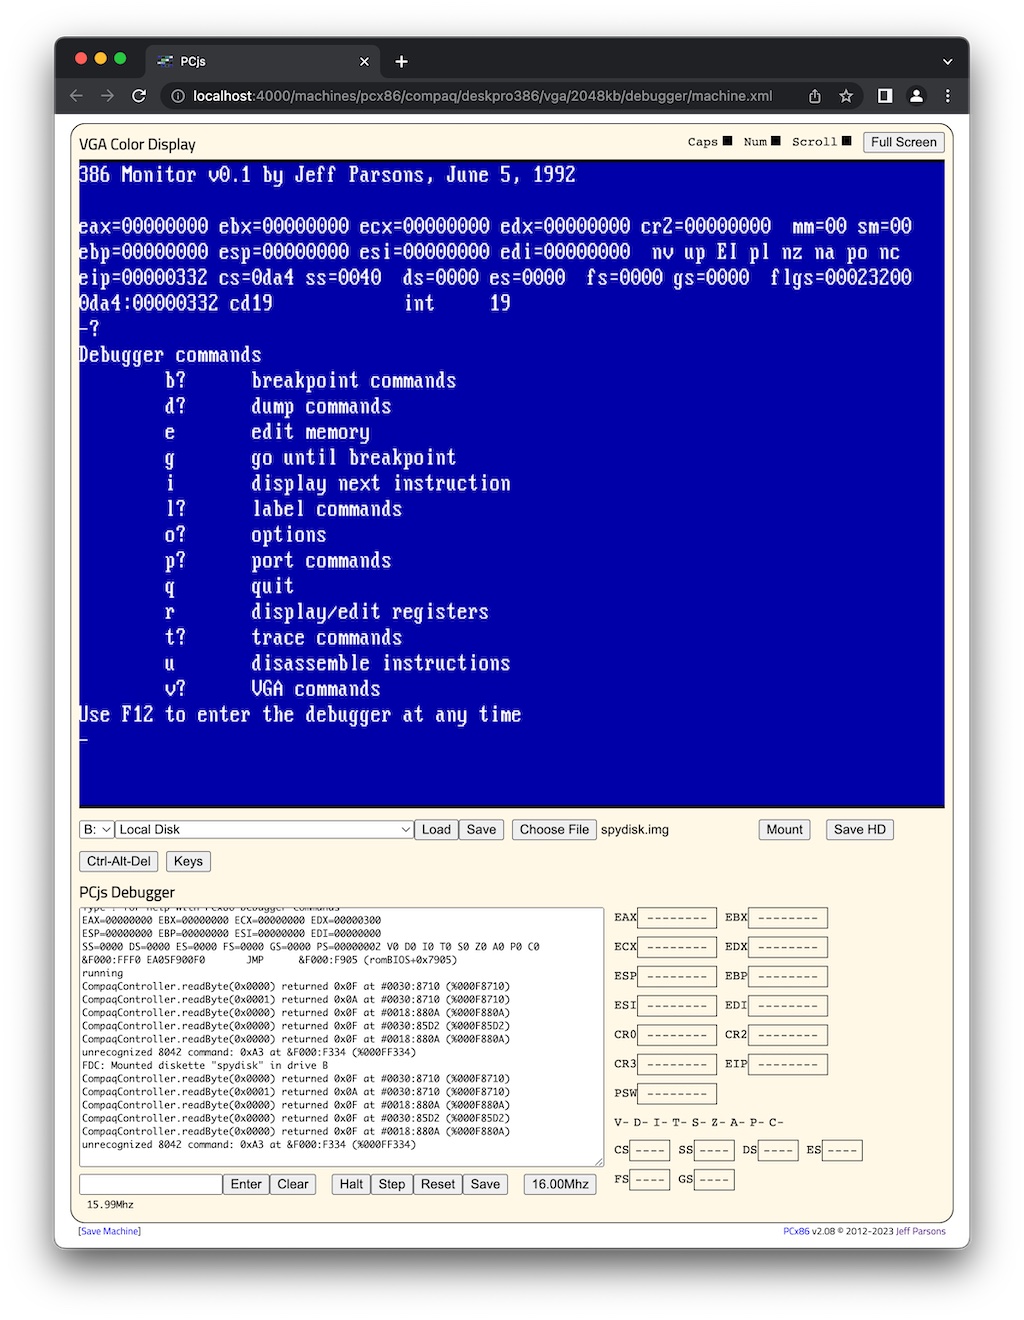 PCjs
localhost:4000/machines/pcx86/compaq/deskpro386/vga/2048kb/debugger/machine.xml
VGA Color Display
Caps Num Scroll Full Screen
386 Monitor v0.1 by Jeff Parsons, June 5, 1992
eax=00000000 ebx=00000000 ecx=00000000 edx=00000000 cr2=00000000 mm=00 sm=00
ebp=00000000 esp=00000000 esi=00000000 edi=00000000 nv up EI pl nz na po nc
eip=00000332 cs=0da4 ss=0040 ds=0000 es=0000 fs=0000 gs=0000 flgs=00023200
0da4:00000332 cd19 int 19
-?
Debugger commands
b? breakpoint commands
d? dump commands
e edit memory
g go until breakpoint
i display next instruction
l? label commands
o? options
p? port commands
q quit
r display/edit registers
t? trace commands
u disassemble instructions
v? VGA commands
Use F12 to enter the debugger at any time
-
B: Local Disk Load Save Choose File spydisk.img Mount Save HD
Ctrl-Alt-Del Keys
PCjs Debugger
Type ? for help with PCx86 Debugger commands
EAX=00000000 EBX=00000000 ECX=00000000 EDX=00000300
ESP=00000000 EBP=00000000 ESI=00000000 EDI=00000000
SS=0000 DS=0000 ES=0000 FS=0000 GS=0000 PS=00000002 V0 D0 I0 T0 S0 Z0 A0 P0 C0
&F000:FFF0 EA05F900F0 JMP &F000:F905 (romBIOS+0x7905)
running
CompaqController.readByte(0x0000) returned 0x0F at #0030:8710 (%000F8710)
CompaqController.readByte(0x0001) returned 0x0A at #0030:8710 (%000F8710)
CompaqController.readByte(0x0000) returned 0x0F at #0018:880A (%000F880A)
CompaqController.readByte(0x0000) returned 0x0F at #0030:85D2 (%000F85D2)
CompaqController.readByte(0x0000) returned 0x0F at #0018:880A (%000F880A)
unrecognized 8042 command: 0xA3 at &F000:F334 (%000FF334)
FDC: Mounted diskette "spydisk" in drive B
CompaqController.readByte(0x0000) returned 0x0F at #0030:8710 (%000F8710)
CompaqController.readByte(0x0001) returned 0x0A at #0030:8710 (%000F8710)
CompaqController.readByte(0x0000) returned 0x0F at #0018:880A (%000F880A)
CompaqController.readByte(0x0000) returned 0x0F at #0030:85D2 (%000F85D2)
CompaqController.readByte(0x0000) returned 0x0F at #0018:880A (%000F880A)
unrecognized 8042 command: 0xA3 at &F000:F334 (%000FF334)
EAX -------- EBX --------
ECX -------- EDX --------
ESP -------- EBP --------
ESI -------- EDI --------
CR0 -------- CR2 --------
CR3 -------- EIP --------
PSW --------
V- D- I- T- S- Z- A- P- C-
CS ---- SS ---- DS ---- ES ----
FS ---- GS ----
Enter Clear Halt Step Reset Save 16.00Mhz
15.99Mhz
[Save Machine] PCx86 v2.08 © 2012-2023 Jeff Parsons